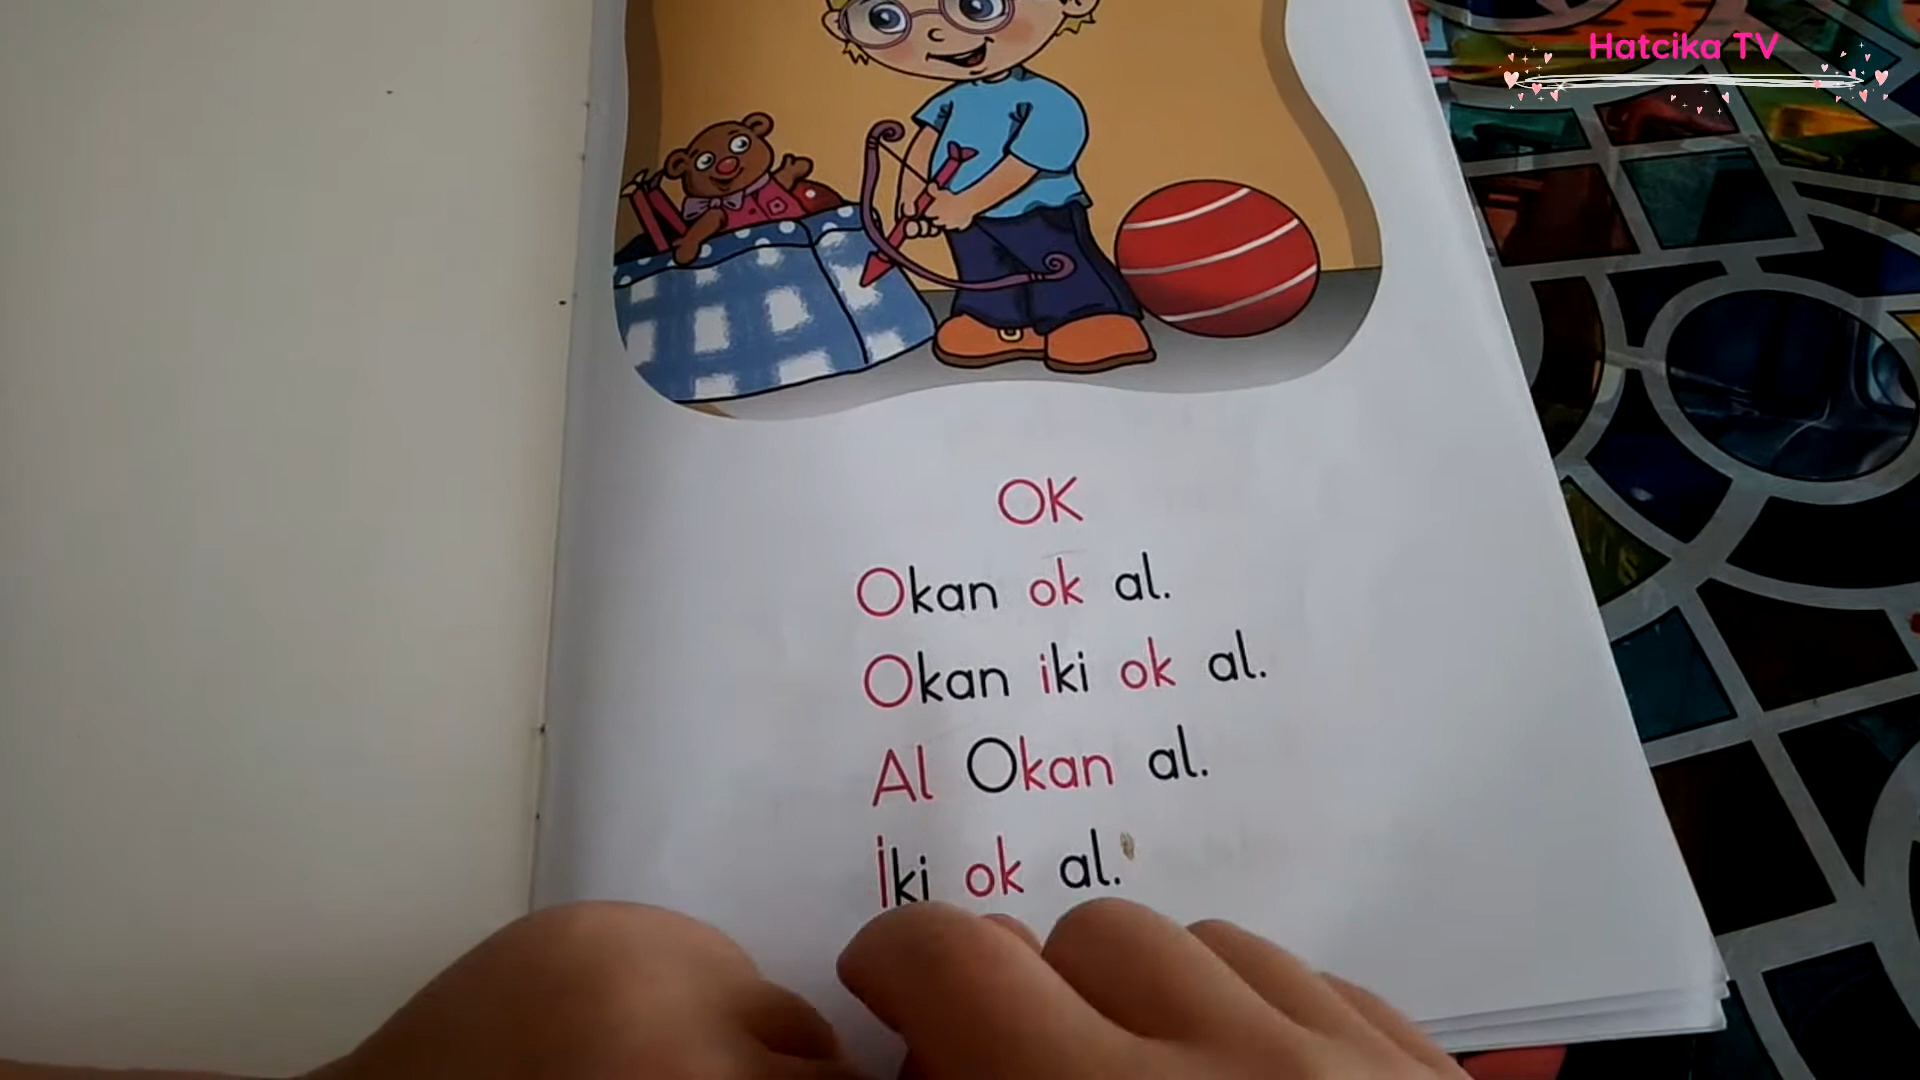 Hatcika TV
OK
Okan ok al.
Okan iki ok al.
Al Okan al.
İki ok al.